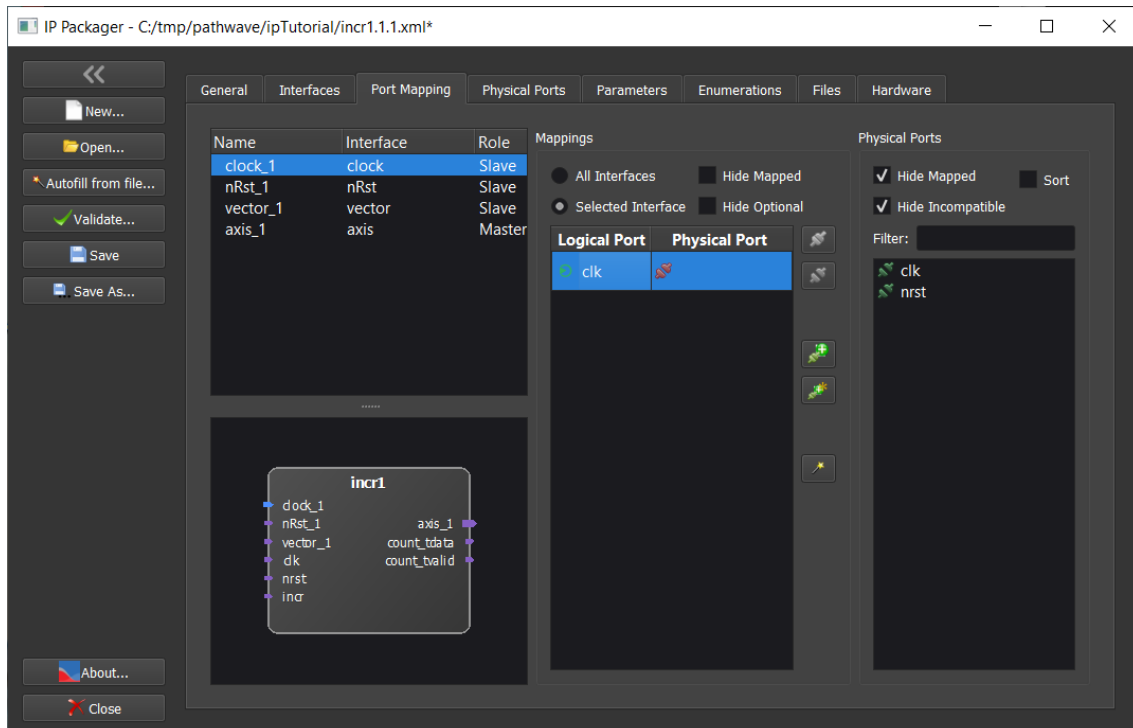 IP Packager - C:/tmp/pathwave/ipTutorial/incr1.1.1.xml*
New...
Open...
Autofill from file...
Validate...
Save
Save As...
About...
Close
General Interfaces Port Mapping Physical Ports Parameters Enumerations Files Hardware
Name Interface Role
clock_1 clock Slave
nRst_1 nRst Slave
vector_1 vector Slave
axis_1 axis Master
incr1
clock_1
nRst_1 axis_1
vector_1 count_tdata
clk count_tvalid
nrst
incr
Mappings
All Interfaces Hide Mapped
Selected Interface Hide Optional
Logical Port Physical Port
clk
Physical Ports
Hide Mapped Sort
Hide Incompatible
Filter:
clk
nrst